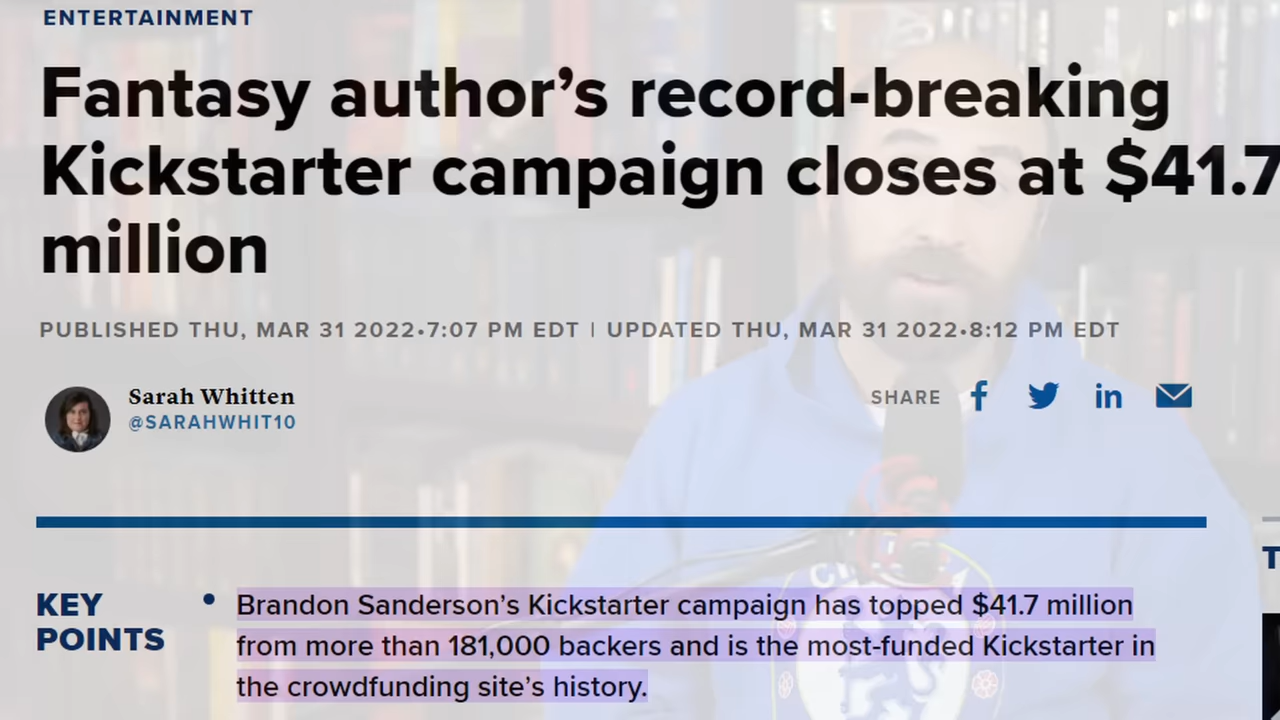 ENTERTAINMENT
Fantasy author’s record-breaking
Kickstarter campaign closes at $41.7
million
PUBLISHED THU, MAR 31 2022•7:07 PM EDT | UPDATED THU, MAR 31 2022•8:12 PM EDT
Sarah Whitten
@SARAHWHIT10
SHARE
KEY
POINTS
• Brandon Sanderson’s Kickstarter campaign has topped $41.7 million
from more than 181,000 backers and is the most-funded Kickstarter in
the crowdfunding site’s history.